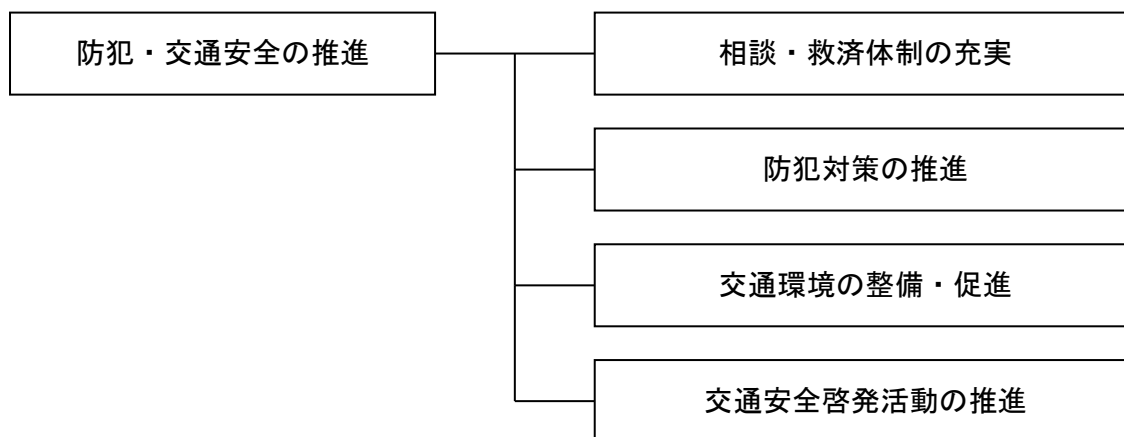 防犯・交通安全の推進
相談・救済体制の充実
防犯対策の推進
交通環境の整備・促進
交通安全啓発活動の推進